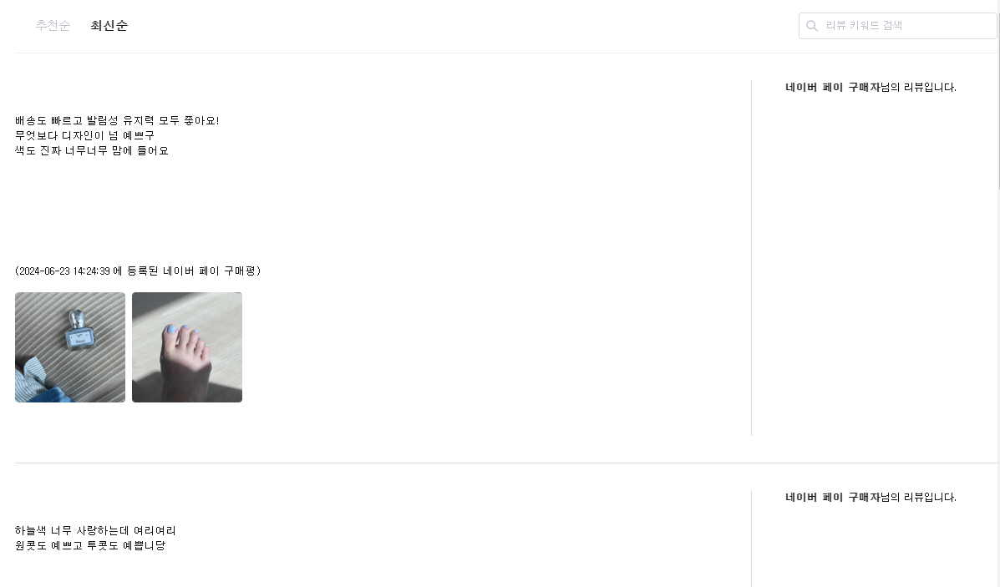 추천순 최신순
리뷰 키워드 검색
네이버 페이 구매자님의 리뷰입니다.
배송도 빠르고 발림성 유지력 모두 좋아요!
무엇보다 디자인이 넘 예쁘구
색도 진짜 너무너무 맘에 들어요
(2024-06-23 14:24:39 에 등록된 네이버 페이 구매평)
네이버 페이 구매자님의 리뷰입니다.
하늘색 너무 사랑하는데 여리여리
원콧도 예쁘고 투콧도 예쁩니당